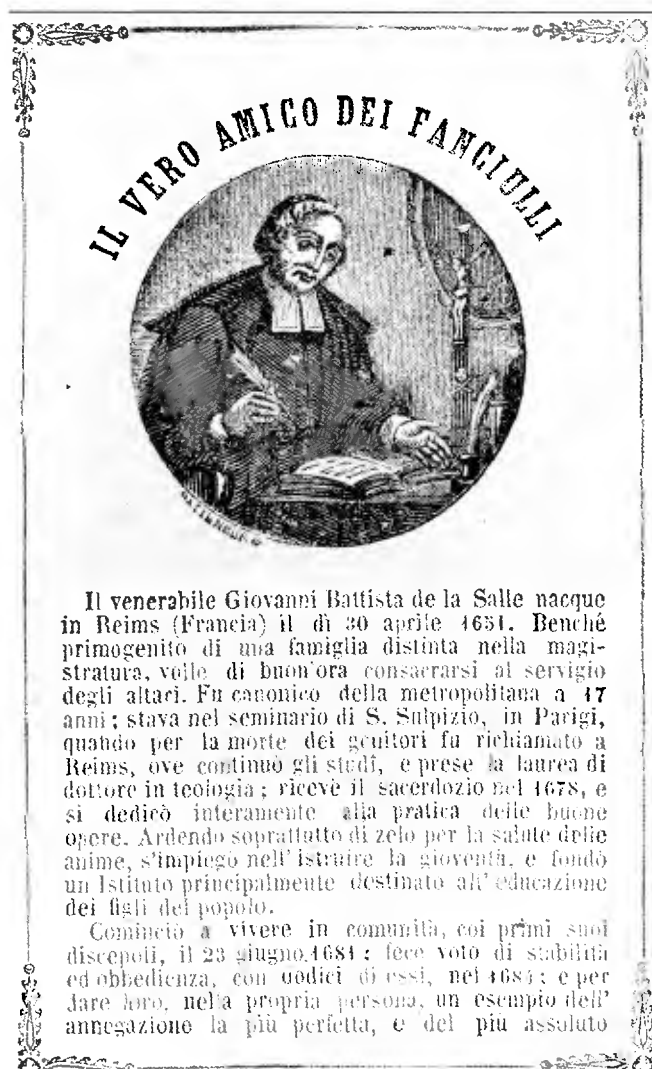 IL VERO AMICO DEI FANCIULLI
Il venerabile Giovanni Battista de la Salle nacque
in Reims (Francia) il dì 30 aprile 1651. Benché
primogenito di una famiglia distinta nella magi-
stratura, volle di buon'ora consacrarsi al servigio
degli altari. Fu canonico della metropolitana a 17
anni; stava nel seminario di S. Sulpizio, in Parigi,
quando per la morte dei genitori fu richiamato a
Reims, ove continuò gli studî, e prese la laurea di
dottore in teologia; ricevè il sacerdozio nel 1678, e
si dedicò interamente alla pratica delle buone
opere. Ardendo soprattutto di zelo per la salute delle
anime, s'impiegò nell'istruire la gioventù, e fondò
un Istituto principalmente destinato all'educazione
dei figli del popolo.
Cominciò a vivere in comunità, coi primi suoi
discepoli, il 23 giugno 1681; fece voto di stabilità
ed obbedienza, con dodici di essi, nel 1684; e per
dare loro, nella propria persona, un esempio dell'
annegazione la più perfetta, e del più assoluto